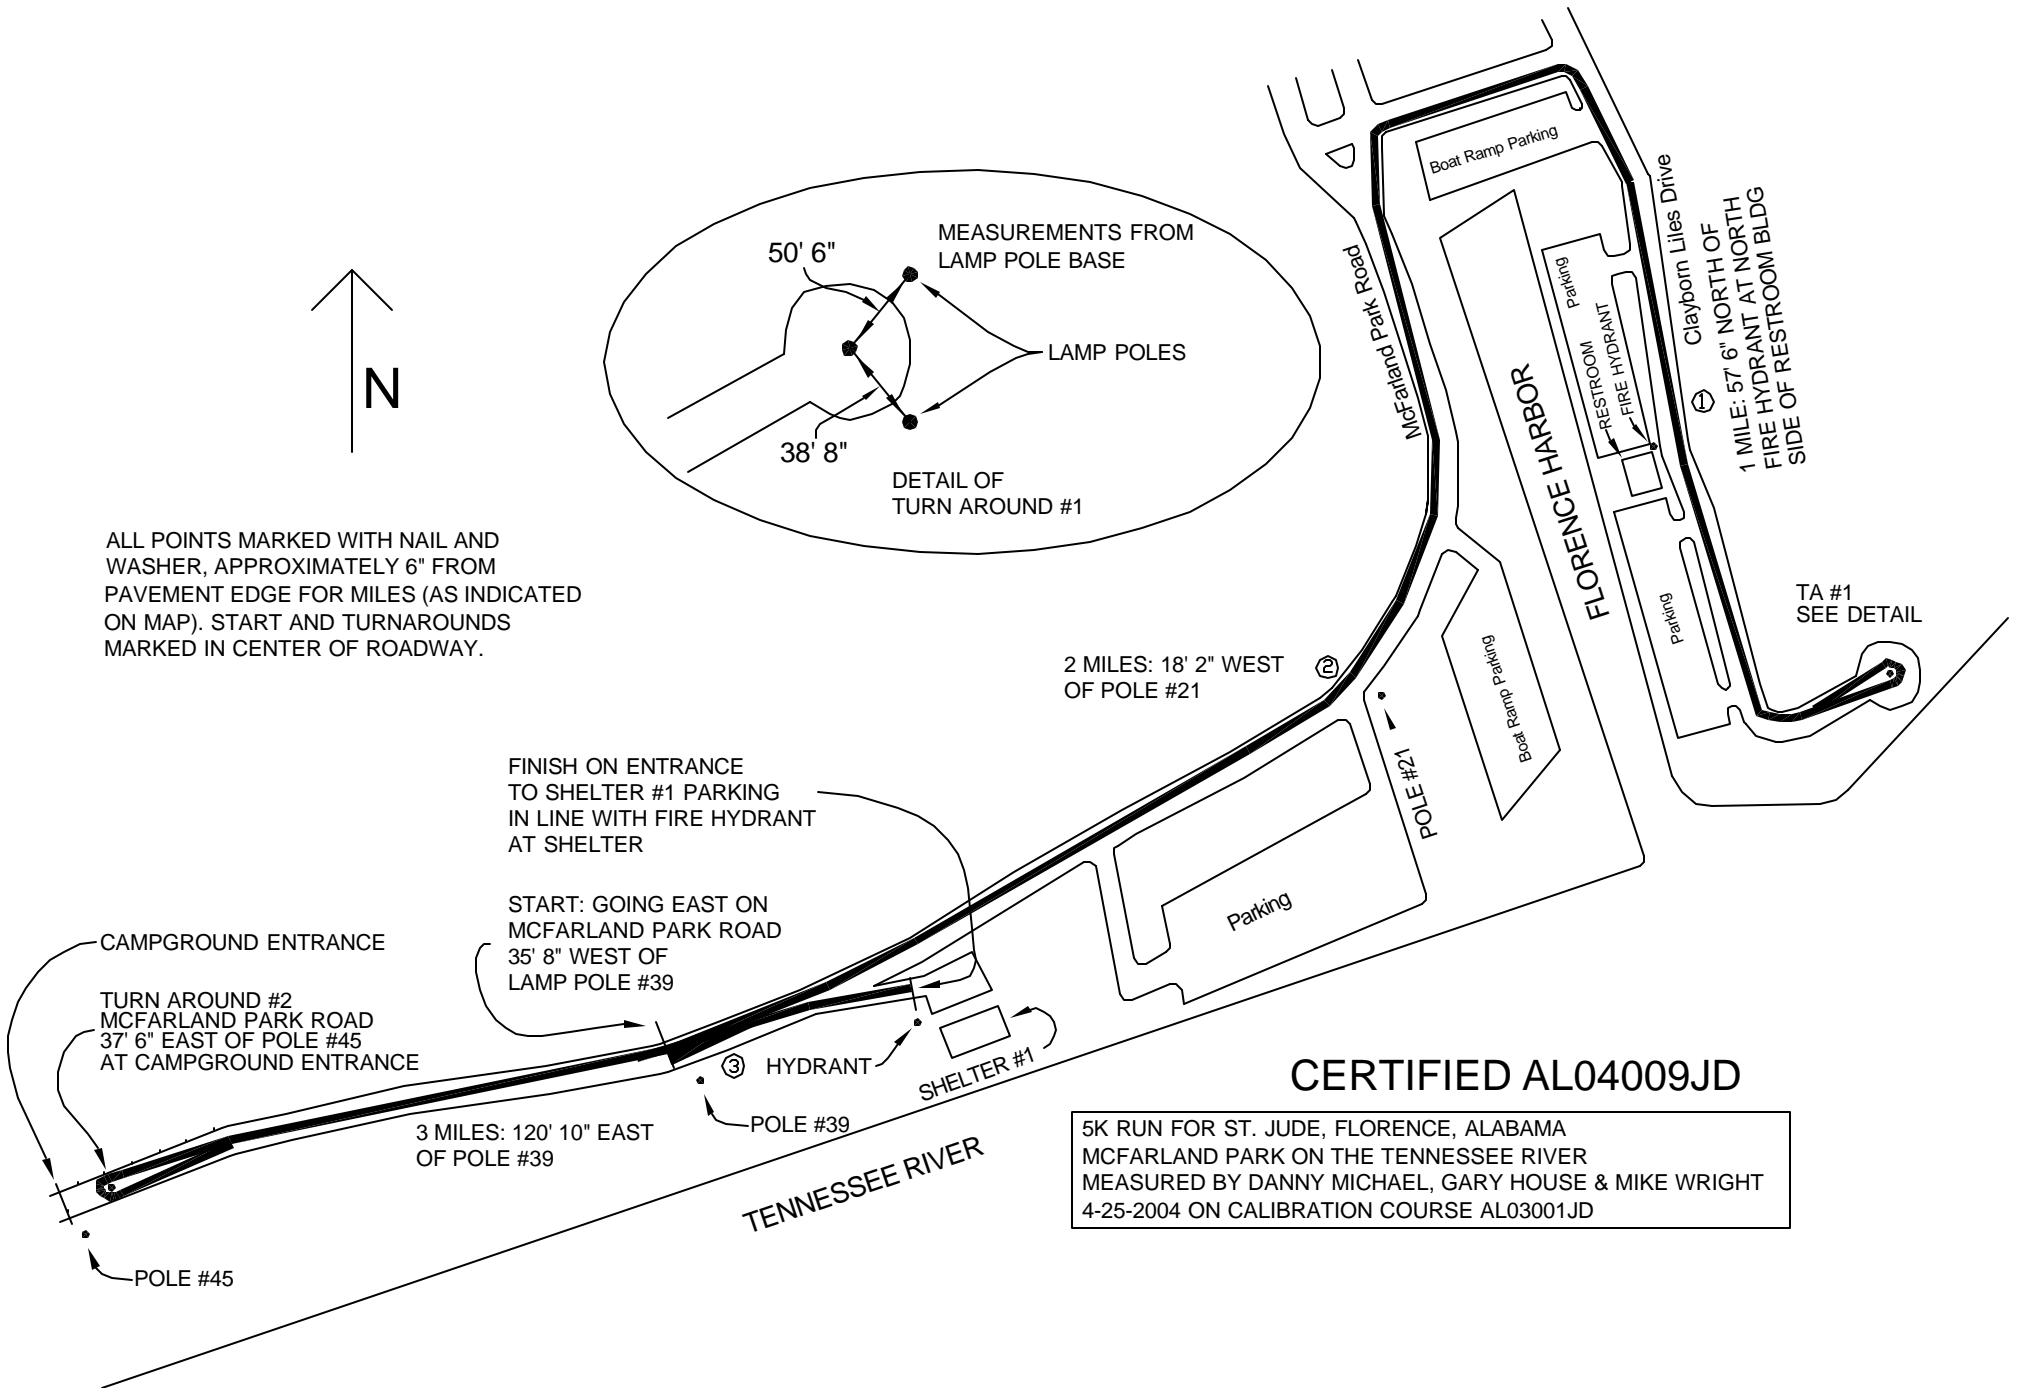 Boat Ramp Parking
Clayborn Liles Drive
1 MILE: 57' 6" NORTH OF
FIRE HYDRANT AT NORTH
SIDE OF RESTROOM BLDG
1
MEASUREMENTS FROM
LAMP POLE BASE
50' 6"
LAMP POLES
38' 8"
DETAIL OF
TURN AROUND #1
N
McFarland Park Road
Parking
RESTROOM
FIRE HYDRANT
FLORENCE HARBOR
ALL POINTS MARKED WITH NAIL AND
WASHER, APPROXIMATELY 6" FROM
PAVEMENT EDGE FOR MILES (AS INDICATED
ON MAP). START AND TURNAROUNDS
MARKED IN CENTER OF ROADWAY.
TA #1
SEE DETAIL
Parking
2 MILES: 18' 2" WEST
OF POLE #21
2
Boat Ramp Parking
POLE #21
FINISH ON ENTRANCE
TO SHELTER #1 PARKING
IN LINE WITH FIRE HYDRANT
AT SHELTER
START: GOING EAST ON
MCFARLAND PARK ROAD
35' 8" WEST OF
LAMP POLE #39
Parking
CAMPGROUND ENTRANCE
TURN AROUND #2
MCFARLAND PARK ROAD
37' 6" EAST OF POLE #45
AT CAMPGROUND ENTRANCE
3
HYDRANT
SHELTER #1
POLE #39
3 MILES: 120' 10" EAST
OF POLE #39
TENNESSEE RIVER
POLE #45
CERTIFIED AL04009JD
5K RUN FOR ST. JUDE, FLORENCE, ALABAMA
MCFARLAND PARK ON THE TENNESSEE RIVER
MEASURED BY DANNY MICHAEL, GARY HOUSE & MIKE WRIGHT
4-25-2004 ON CALIBRATION COURSE AL03001JD